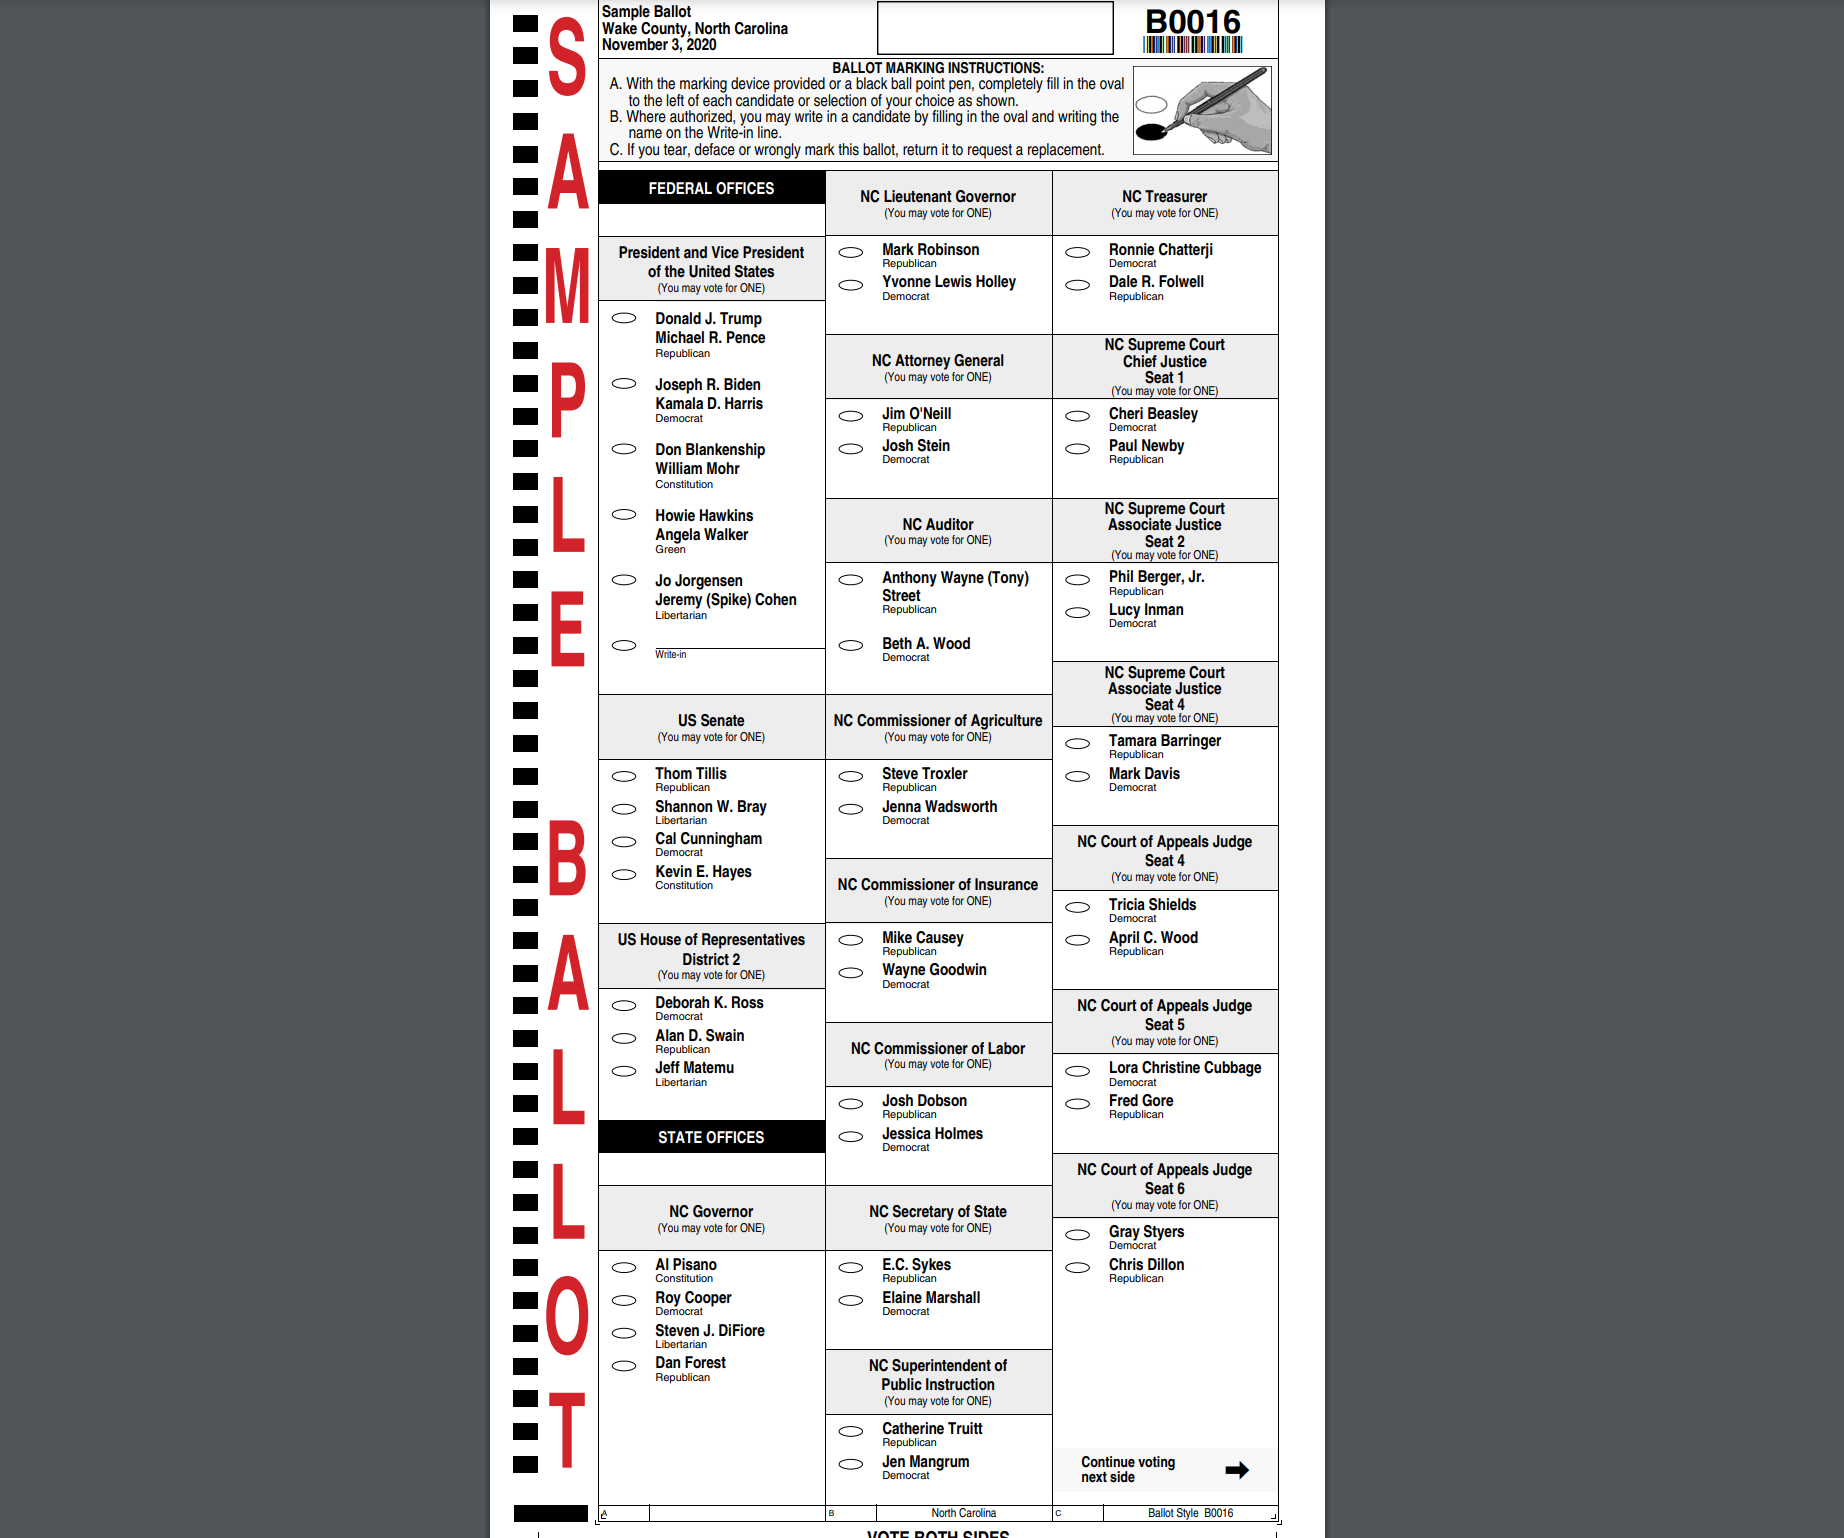 SAMPLE BALLOT
Sample Ballot
Wake County, North Carolina
November 3, 2020
B0016
BALLOT MARKING INSTRUCTIONS:
A. With the marking device provided or a black ball point pen, completely fill in the oval
to the left of each candidate or selection of your choice as shown.
B. Where authorized, you may write in a candidate by filling in the oval and writing the
name on the Write-in line.
C. If you tear, deface or wrongly mark this ballot, return it to request a replacement.
FEDERAL OFFICES
President and Vice President
of the United States
(You may vote for ONE)
Donald J. Trump
Michael R. Pence
Republican
Joseph R. Biden
Kamala D. Harris
Democrat
Don Blankenship
William Mohr
Constitution
Howie Hawkins
Angela Walker
Green
Jo Jorgensen
Jeremy (Spike) Cohen
Libertarian
Write-in
US Senate
(You may vote for ONE)
Thom Tillis
Republican
Shannon W. Bray
Libertarian
Cal Cunningham
Democrat
Kevin E. Hayes
Constitution
US House of Representatives
District 2
(You may vote for ONE)
Deborah K. Ross
Democrat
Alan D. Swain
Republican
Jeff Matemu
Libertarian
STATE OFFICES
NC Governor
(You may vote for ONE)
Al Pisano
Constitution
Roy Cooper
Democrat
Steven J. DiFiore
Libertarian
Dan Forest
Republican
NC Lieutenant Governor
(You may vote for ONE)
Mark Robinson
Republican
Yvonne Lewis Holley
Democrat
NC Attorney General
(You may vote for ONE)
Jim O'Neill
Republican
Josh Stein
Democrat
NC Auditor
(You may vote for ONE)
Anthony Wayne (Tony)
Street
Republican
Beth A. Wood
Democrat
NC Commissioner of Agriculture
(You may vote for ONE)
Steve Troxler
Republican
Jenna Wadsworth
Democrat
NC Commissioner of Insurance
(You may vote for ONE)
Mike Causey
Republican
Wayne Goodwin
Democrat
NC Commissioner of Labor
(You may vote for ONE)
Josh Dobson
Republican
Jessica Holmes
Democrat
NC Secretary of State
(You may vote for ONE)
E.C. Sykes
Republican
Elaine Marshall
Democrat
NC Superintendent of
Public Instruction
(You may vote for ONE)
Catherine Truitt
Republican
Jen Mangrum
Democrat
NC Treasurer
(You may vote for ONE)
Ronnie Chatterji
Democrat
Dale R. Folwell
Republican
NC Supreme Court
Chief Justice
Seat 1
(You may vote for ONE)
Cheri Beasley
Democrat
Paul Newby
Republican
NC Supreme Court
Associate Justice
Seat 2
(You may vote for ONE)
Phil Berger, Jr.
Republican
Lucy Inman
Democrat
NC Supreme Court
Associate Justice
Seat 4
(You may vote for ONE)
Tamara Barringer
Republican
Mark Davis
Democrat
NC Court of Appeals Judge
Seat 4
(You may vote for ONE)
Tricia Shields
Democrat
April C. Wood
Republican
NC Court of Appeals Judge
Seat 5
(You may vote for ONE)
Lora Christine Cubbage
Democrat
Fred Gore
Republican
NC Court of Appeals Judge
Seat 6
(You may vote for ONE)
Gray Styers
Democrat
Chris Dillon
Republican
Continue voting
next side
A
B North Carolina
C Ballot Style B0016
VOTE BOTH SIDES